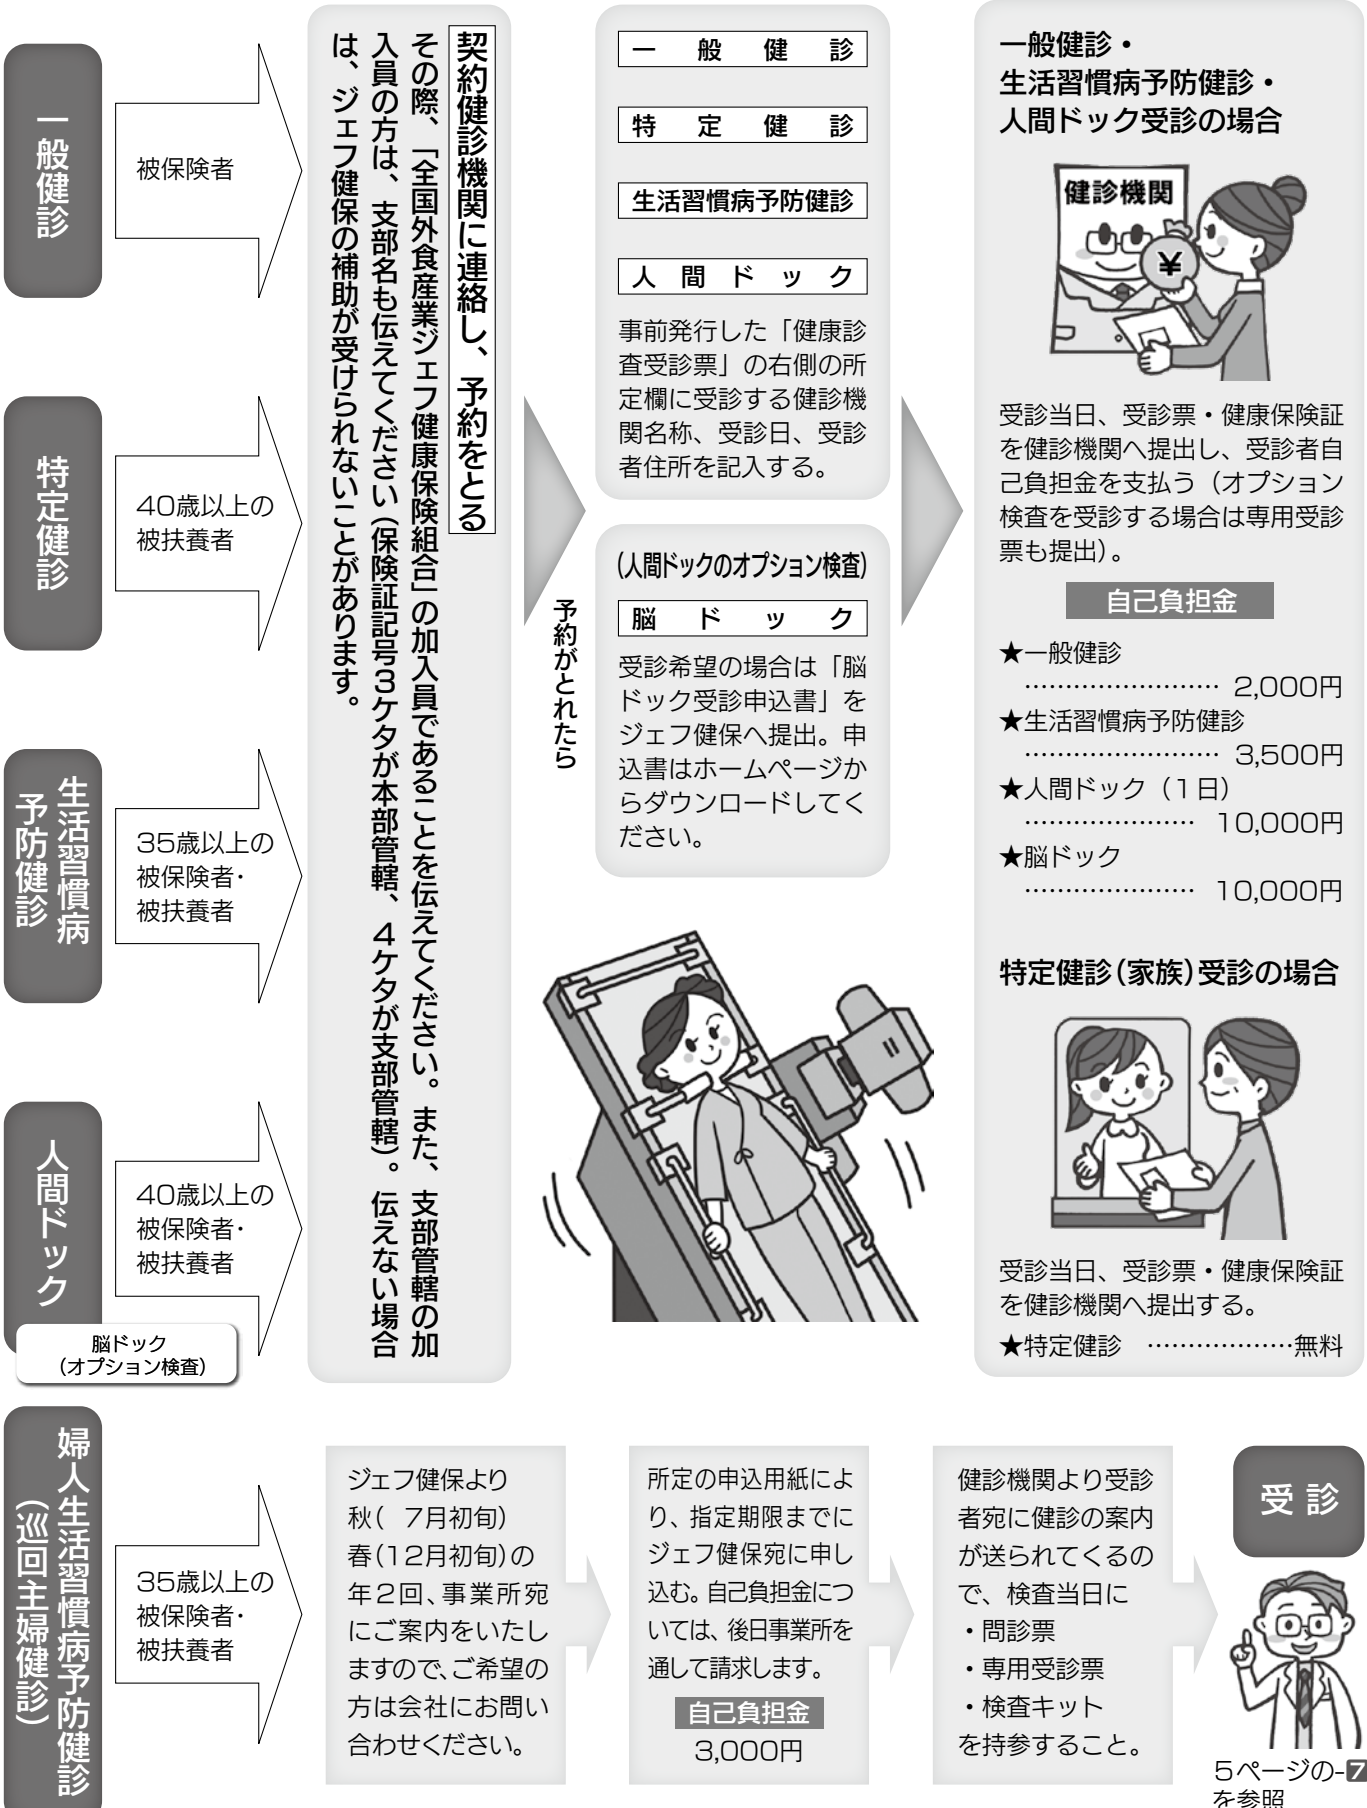 一般健診
被保険者
特定健診
40歳以上の
被扶養者
生活習慣病
予防健診
35歳以上の
被保険者・
被扶養者
人間ドック
脳ドック
（オプション検査）
40歳以上の
被保険者・
被扶養者
契約健診機関に連絡し、予約をとる
その際、「全国外食産業ジェフ健康保険組合」の加入員であることを伝えてください。また、支部管轄の加
入員の方は、支部名も伝えてください（保険証記号3ケタが本部管轄、4ケタが支部管轄）。伝えない場合
は、ジェフ健保の補助が受けられないことがあります。
予約がとれたら
一般健診
特定健診
生活習慣病予防健診
人間ドック
事前発行した「健康診
査受診票」の右側の所
定欄に受診する健診機
関名称、受診日、受診
者住所を記入する。
（人間ドックのオプション検査）
脳ドック
受診希望の場合は「脳
ドック受診申込書」を
ジェフ健保へ提出。申
込書はホームページか
らダウンロードしてく
ださい。
一般健診・
生活習慣病予防健診・
人間ドック受診の場合
健診機関
¥
受診当日、受診票・健康保険証
を健診機関へ提出し、受診者自
己負担金を支払う（オプション
検査を受診する場合は専用受診
票も提出）。
自己負担金
★一般健診
…………………… 2,000円
★生活習慣病予防健診
…………………… 3,500円
★人間ドック（1日）
………………… 10,000円
★脳ドック
………………… 10,000円
特定健診（家族）受診の場合
受診当日、受診票・健康保険証
を健診機関へ提出する。
★特定健診 ………………無料
婦人生活習慣病予防健診
（巡回主婦健診）
35歳以上の
被保険者・
被扶養者
ジェフ健保より
秋（ 7月初旬）
春（12月初旬）の
年2回、事業所宛
にご案内をいたし
ますので、ご希望の
方は会社にお問い
合わせください。
所定の申込用紙によ
り、指定期限までに
ジェフ健保宛に申し
込む。自己負担金につ
いては、後日事業所を
通して請求します。
自己負担金
3,000円
健診機関より受診
者宛に健診の案内
が送られてくるの
で、検査当日に
・問診票
・専用受診票
・検査キット
を持参すること。
受診
5ページの-7
を参照